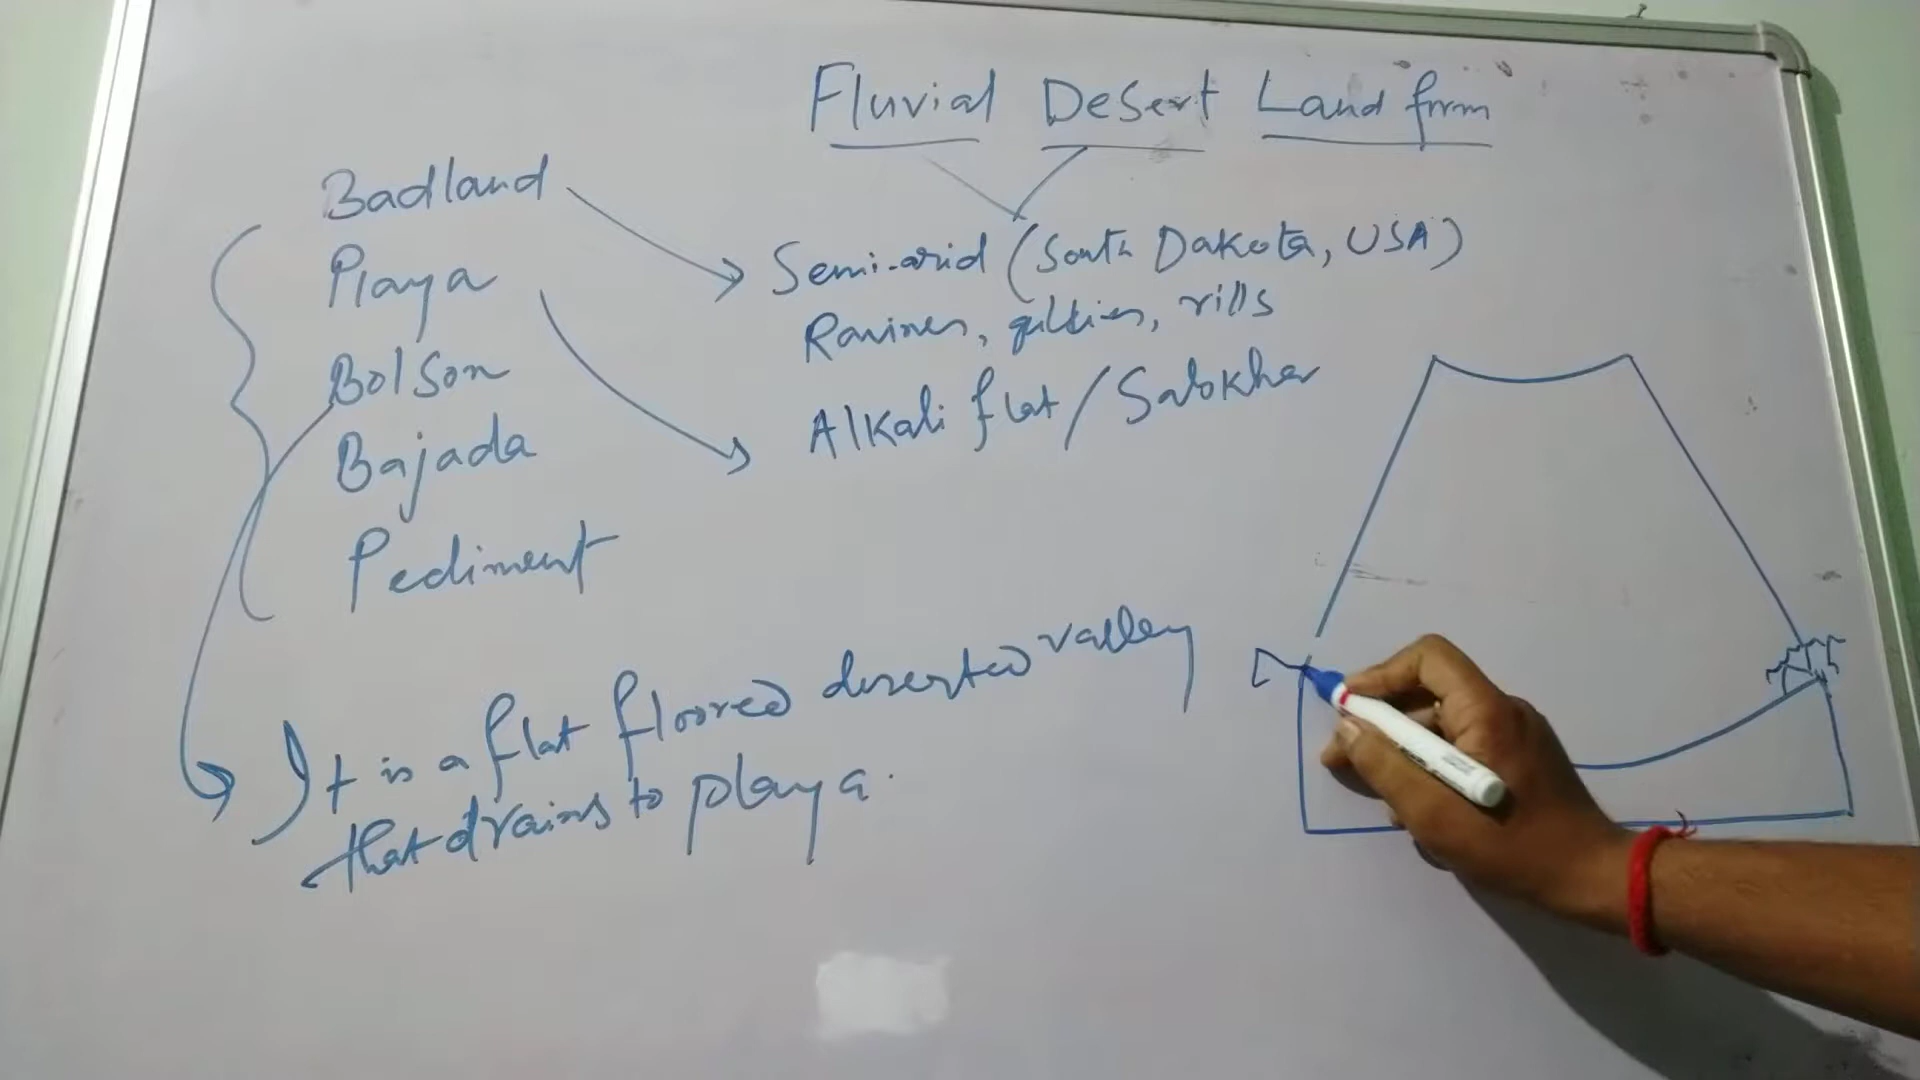 Fluvial Desert Land form
Badland
Playa
Bolson
Bajada
Pediment
Semi-arid (South Dakota, USA)
Ravines, gullies, rills
Alkali flat / Sabkha
It is a flat floored deserted valley
that drains to playa.